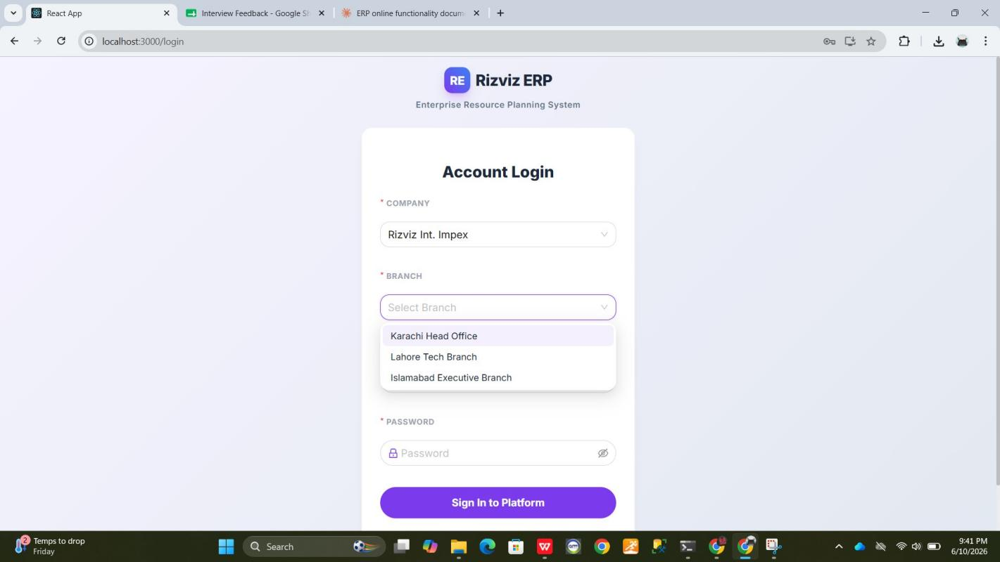 React App
Interview Feedback - Google Sh
ERP online functionality docum
localhost:3000/login
RE Rizviz ERP
Enterprise Resource Planning System
Account Login
* COMPANY
Rizviz Int. Impex
* BRANCH
Select Branch
Karachi Head Office
Lahore Tech Branch
Islamabad Executive Branch
* PASSWORD
Password
Sign In to Platform
2
Temps to drop
Friday
Search
9:41 PM
6/10/2026